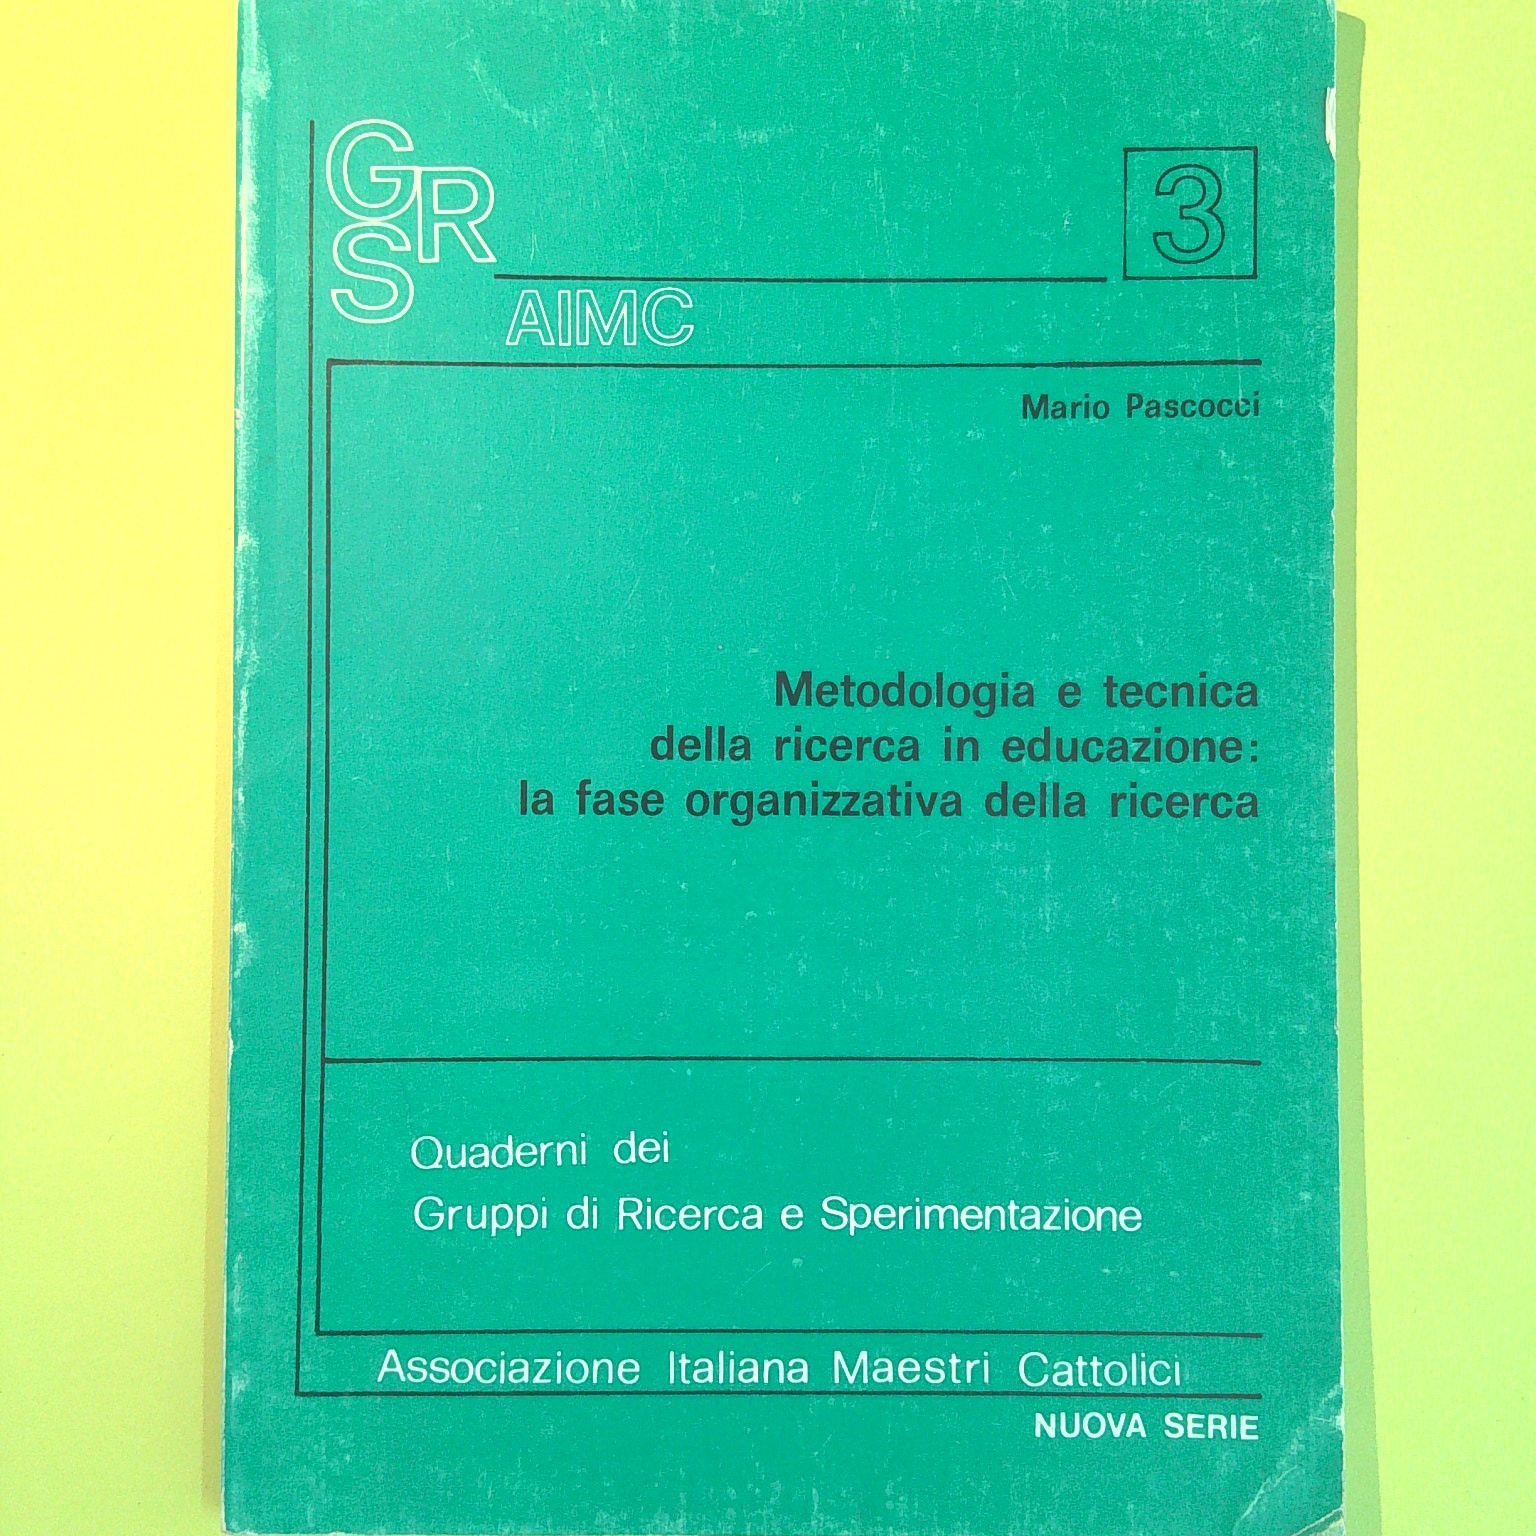 GRS
AIMC
3
Mario Pascocci
Metodologia e tecnica
della ricerca in educazione:
la fase organizzativa della ricerca
Quaderni dei
Gruppi di Ricerca e Sperimentazione
Associazione Italiana Maestri Cattolici
NUOVA SERIE